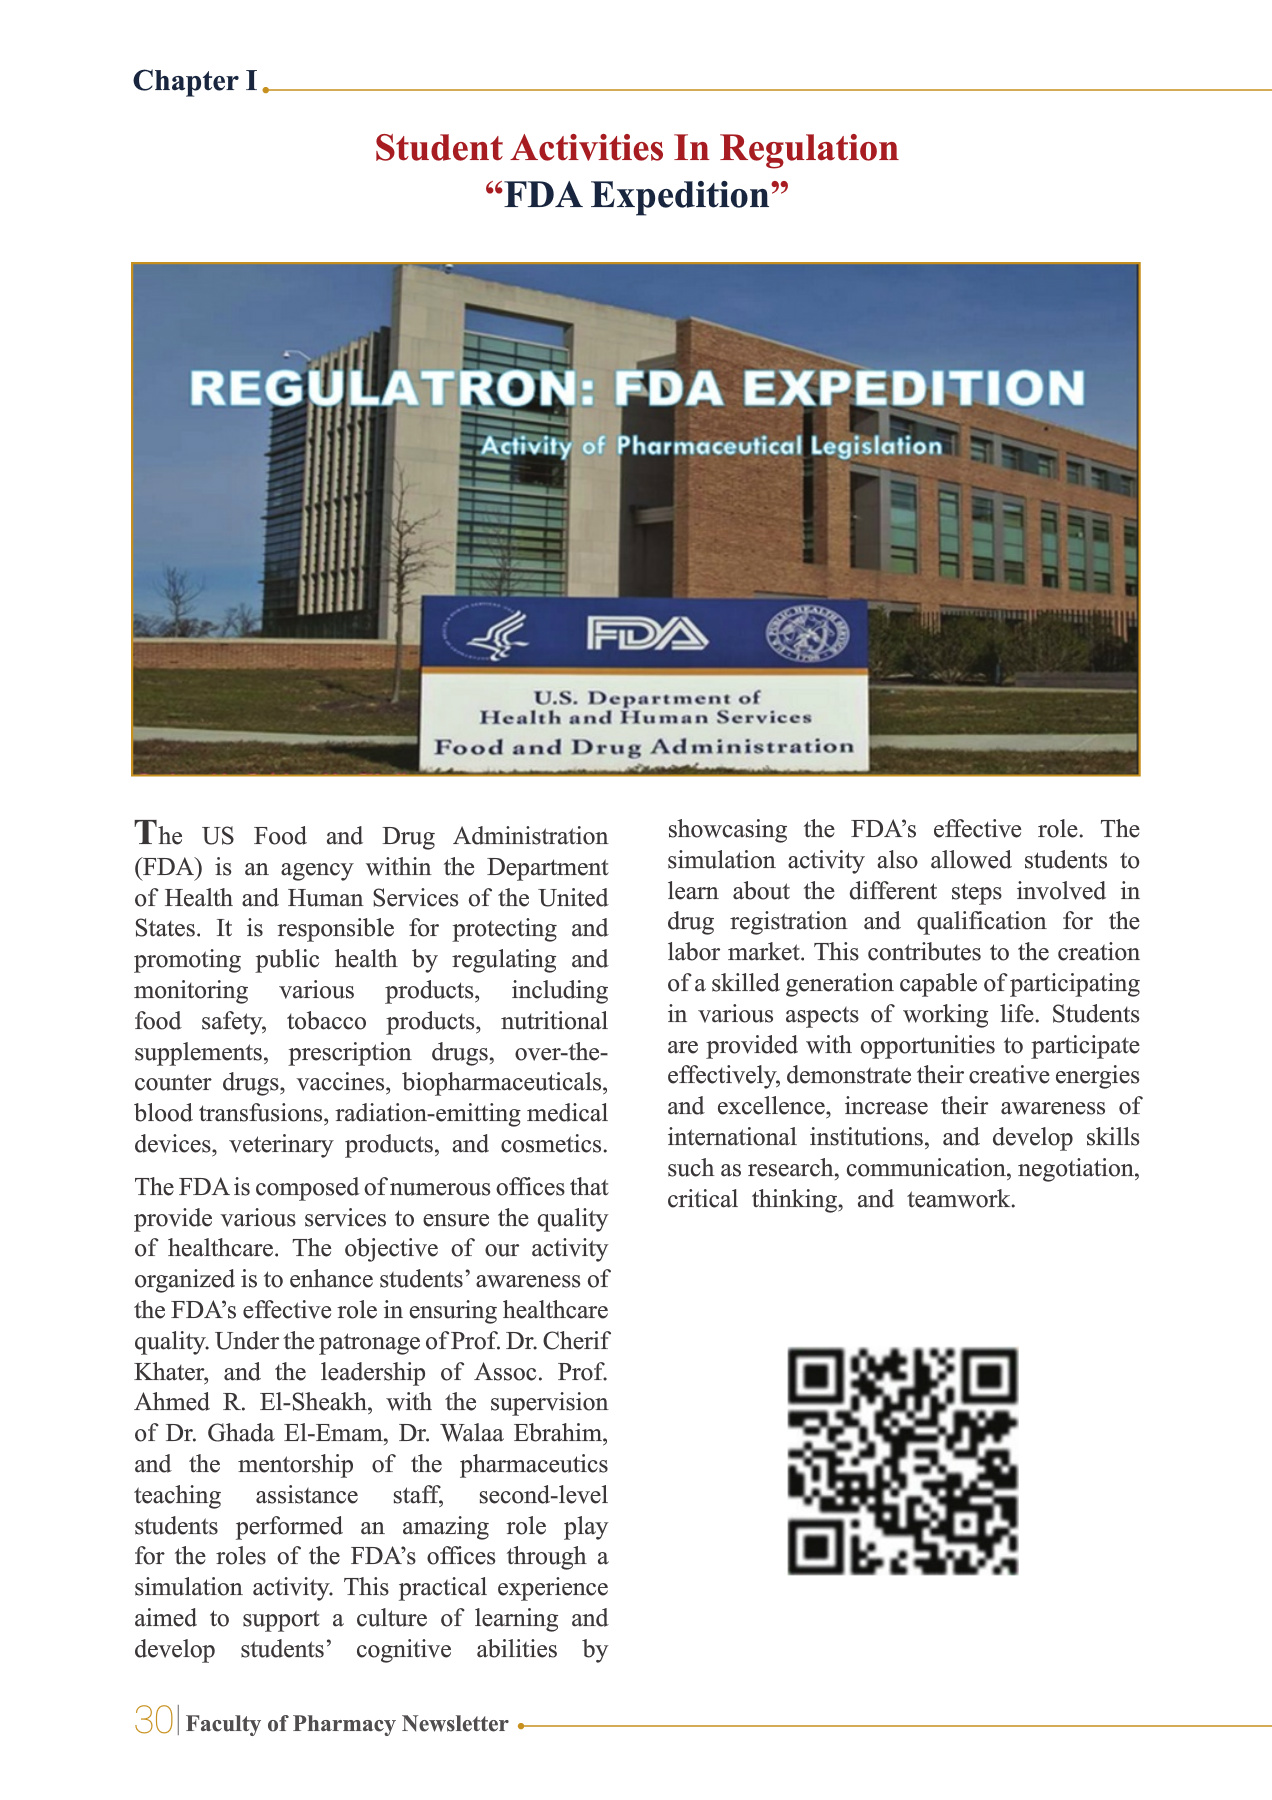 Chapter I
Student Activities In Regulation
“FDA Expedition”
REGULATRON: FDA EXPEDITION
Activity of Pharmaceutical Legislation
FDA
U.S. Department of
Health and Human Services
Food and Drug Administration
The US Food and Drug Administration
(FDA) is an agency within the Department
of Health and Human Services of the United
States. It is responsible for protecting and
promoting public health by regulating and
monitoring various products, including
food safety, tobacco products, nutritional
supplements, prescription drugs, over-the-
counter drugs, vaccines, biopharmaceuticals,
blood transfusions, radiation-emitting medical
devices, veterinary products, and cosmetics.
The FDA is composed of numerous offices that
provide various services to ensure the quality
of healthcare. The objective of our activity
organized is to enhance students’ awareness of
the FDA’s effective role in ensuring healthcare
quality. Under the patronage of Prof. Dr. Cherif
Khater, and the leadership of Assoc. Prof.
Ahmed R. El-Sheakh, with the supervision
of Dr. Ghada El-Emam, Dr. Walaa Ebrahim,
and the mentorship of the pharmaceutics
teaching assistance staff, second-level
students performed an amazing role play
for the roles of the FDA’s offices through a
simulation activity. This practical experience
aimed to support a culture of learning and
develop students’ cognitive abilities by
showcasing the FDA’s effective role. The
simulation activity also allowed students to
learn about the different steps involved in
drug registration and qualification for the
labor market. This contributes to the creation
of a skilled generation capable of participating
in various aspects of working life. Students
are provided with opportunities to participate
effectively, demonstrate their creative energies
and excellence, increase their awareness of
international institutions, and develop skills
such as research, communication, negotiation,
critical thinking, and teamwork.
30 Faculty of Pharmacy Newsletter